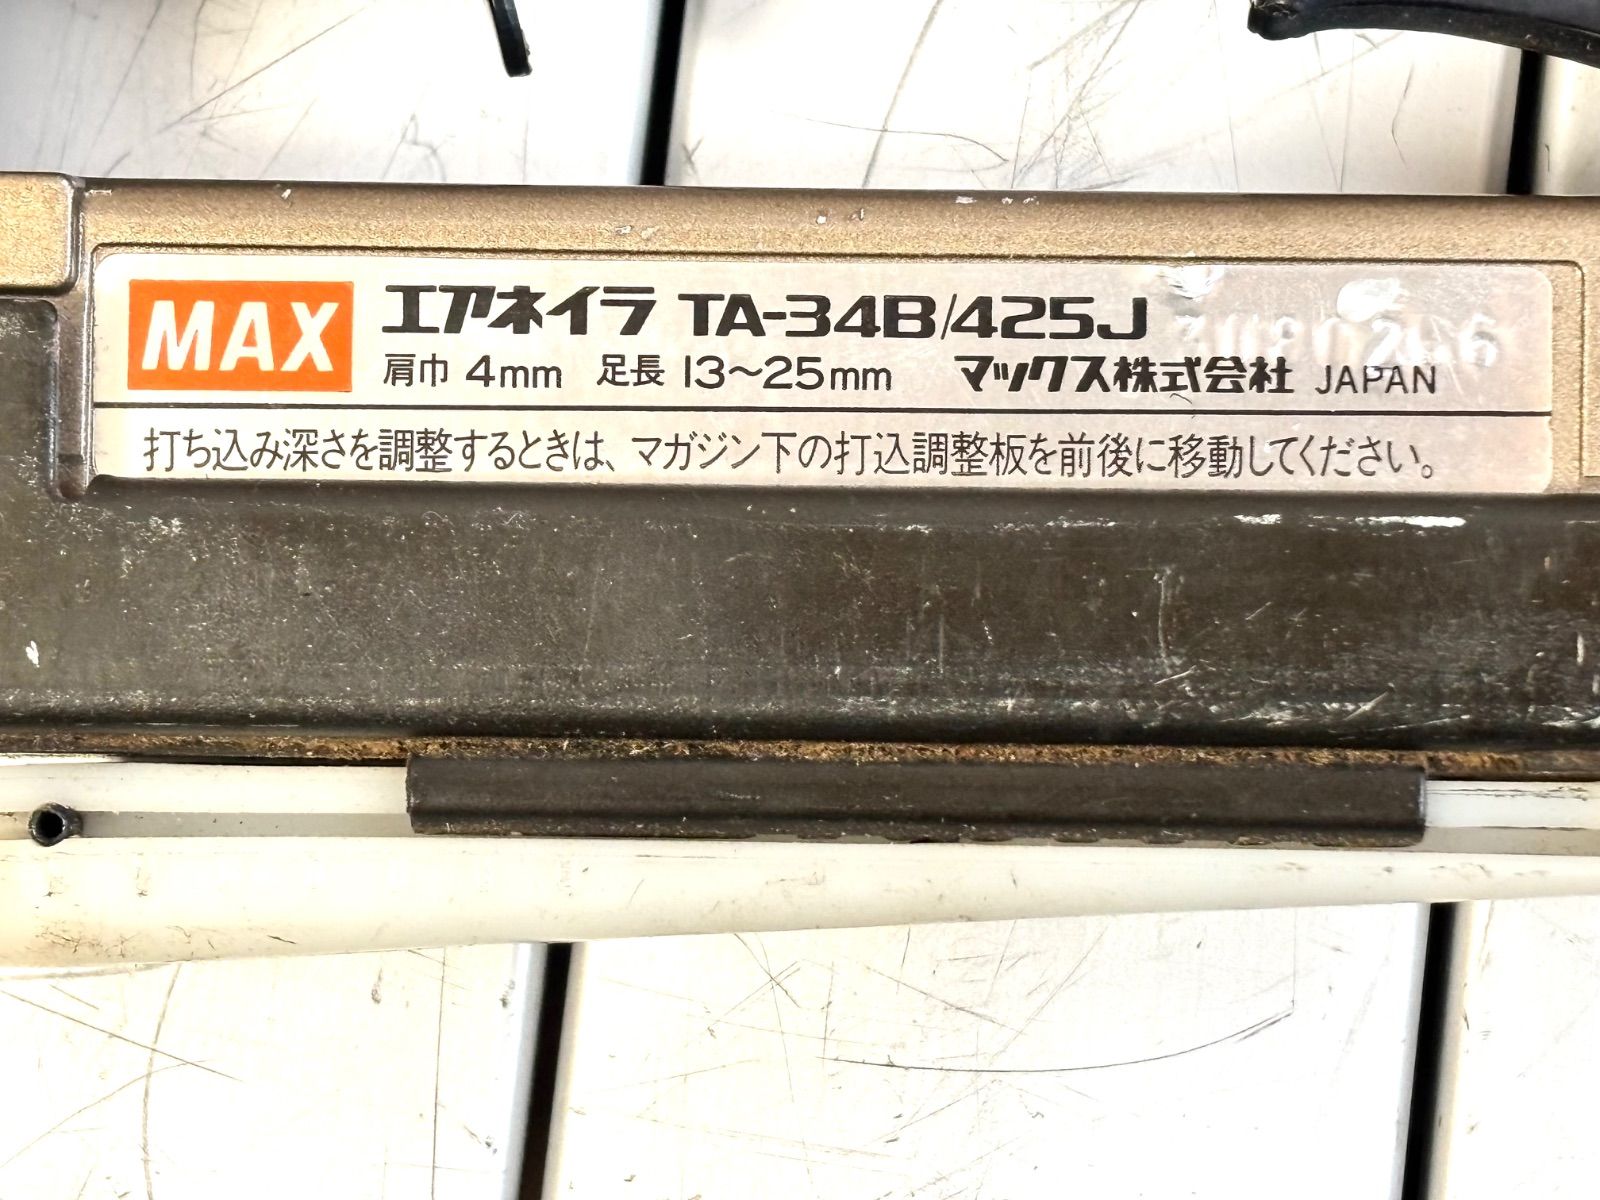 MAX エアネイラ TA-34B/425J
肩巾 4mm 足長 13～25mm マックス株式会社 JAPAN
打ち込み深さを調整するときは、マガジン下の打込調整板を前後に移動してください。